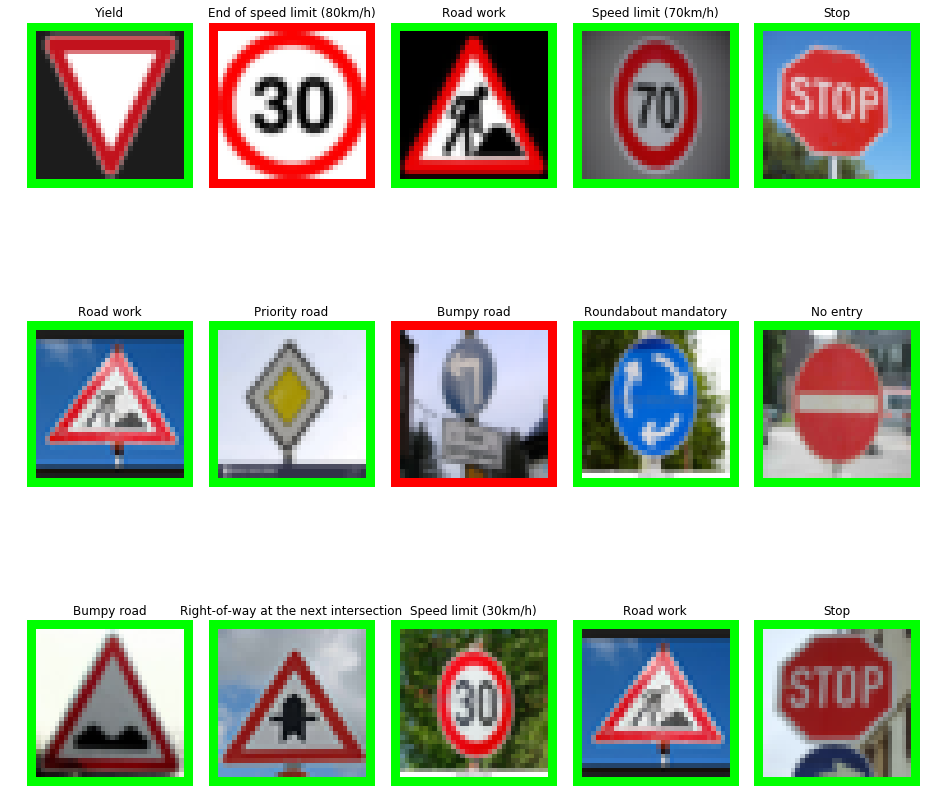 Yield
End of speed limit (80km/h)
Road work
Speed limit (70km/h)
Stop
30
70
STOP
Road work
Priority road
Bumpy road
Roundabout mandatory
No entry
Bumpy road
Right-of-way at the next intersection
Speed limit (30km/h)
Road work
Stop
30
STOP